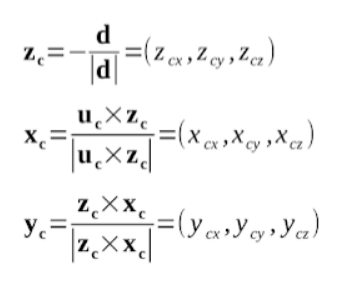 z_c = − d / |d| = (z_cx, z_cy, z_cz)
x_c = u_c × z_c / |u_c × z_c| = (x_cx, x_cy, x_cz)
y_c = z_c × x_c / |z_c × x_c| = (y_cx, y_cy, y_cz)